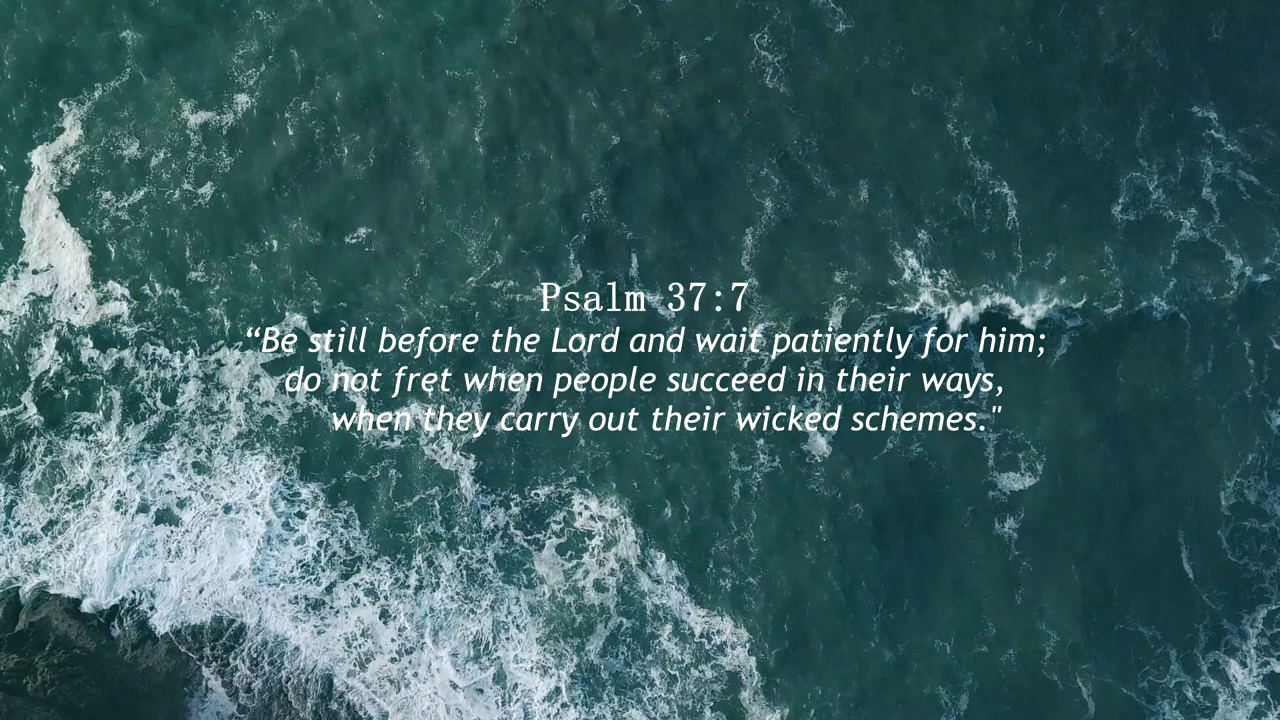 Psalm 37:7
“Be still before the Lord and wait patiently for him;
do not fret when people succeed in their ways,
when they carry out their wicked schemes."